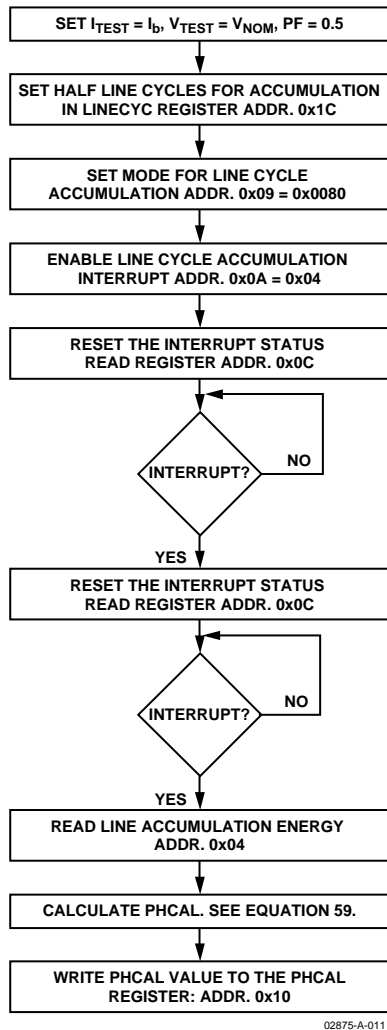 SET ITEST = Ib, VTEST = VNOM, PF = 0.5
SET HALF LINE CYCLES FOR ACCUMULATION
IN LINECYC REGISTER ADDR. 0x1C
SET MODE FOR LINE CYCLE
ACCUMULATION ADDR. 0x09 = 0x0080
ENABLE LINE CYCLE ACCUMULATION
INTERRUPT ADDR. 0x0A = 0x04
RESET THE INTERRUPT STATUS
READ REGISTER ADDR. 0x0C
INTERRUPT?
NO
YES
RESET THE INTERRUPT STATUS
READ REGISTER ADDR. 0x0C
INTERRUPT?
NO
YES
READ LINE ACCUMULATION ENERGY
ADDR. 0x04
CALCULATE PHCAL. SEE EQUATION 59.
WRITE PHCAL VALUE TO THE PHCAL
REGISTER: ADDR. 0x10
02875-A-011